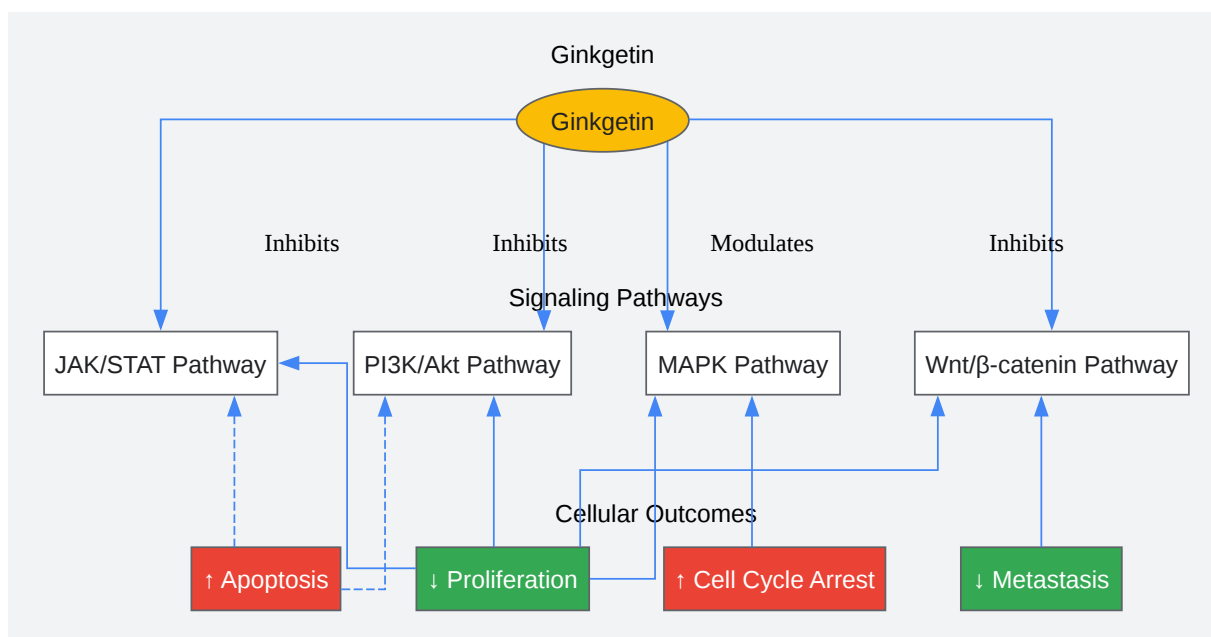 Ginkgetin
Ginkgetin
Inhibits
Inhibits
Modulates
Inhibits
Signaling Pathways
JAK/STAT Pathway
PI3K/Akt Pathway
MAPK Pathway
Wnt/β-catenin Pathway
Cellular Outcomes
↑ Apoptosis
↓ Proliferation
↑ Cell Cycle Arrest
↓ Metastasis